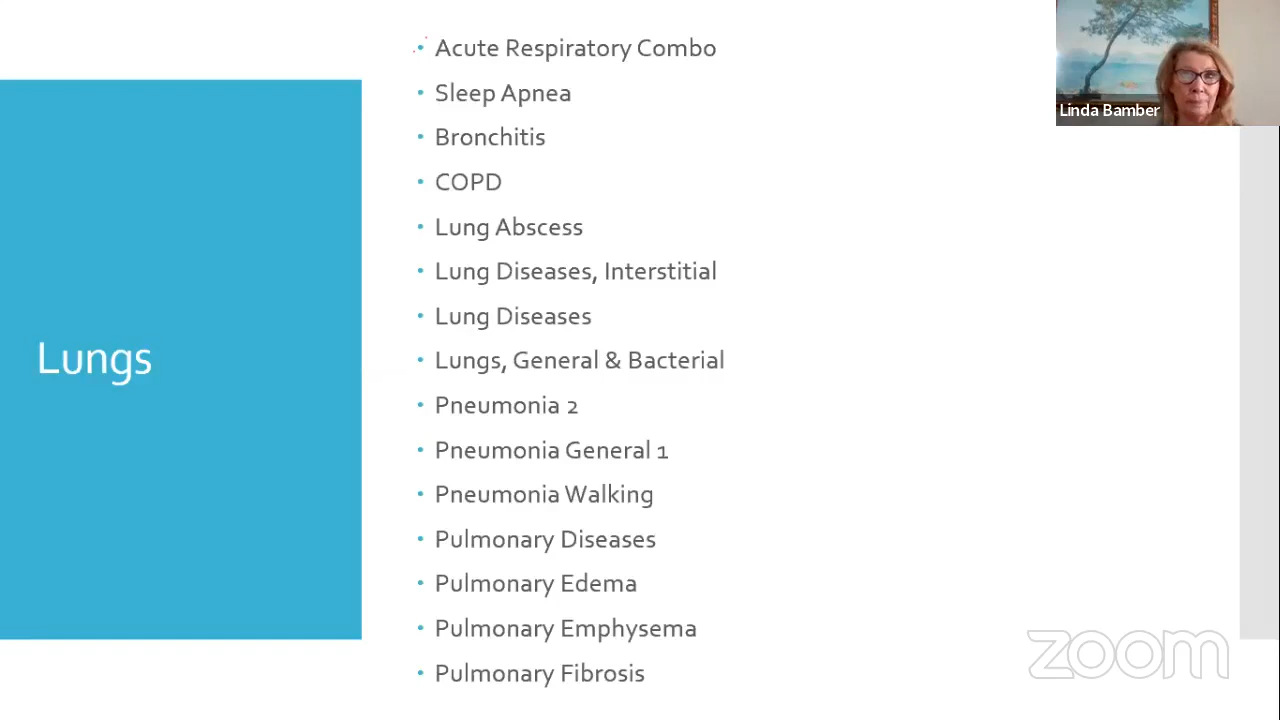 Lungs
Acute Respiratory Combo
Sleep Apnea
Bronchitis
COPD
Lung Abscess
Lung Diseases, Interstitial
Lung Diseases
Lungs, General & Bacterial
Pneumonia 2
Pneumonia General 1
Pneumonia Walking
Pulmonary Diseases
Pulmonary Edema
Pulmonary Emphysema
Pulmonary Fibrosis
Linda Bamber
zoom